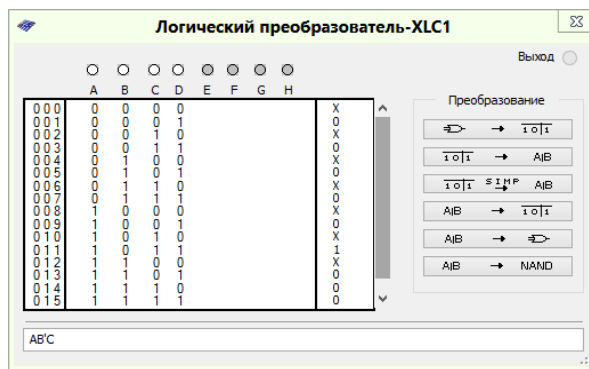 Логический преобразователь-XLC1
Выход
A B C D E F G H
Преобразование
000 0 0 0 0 X
001 0 0 0 1 0
002 0 0 1 0 X
003 0 0 1 1 0
004 0 1 0 0 X
005 0 1 0 1 0
006 0 1 1 0 X
007 0 1 1 1 0
008 1 0 0 0 X
009 1 0 0 1 0
010 1 0 1 0 X
011 1 0 1 1 1
012 1 1 0 0 X
013 1 1 0 1 0
014 1 1 1 0 0
015 1 1 1 1 0
→ 1 0 1
1 0 1 → A|B
1 0 1 SIMP → A|B
A|B → 1 0 1
A|B →
A|B → NAND
AB'C